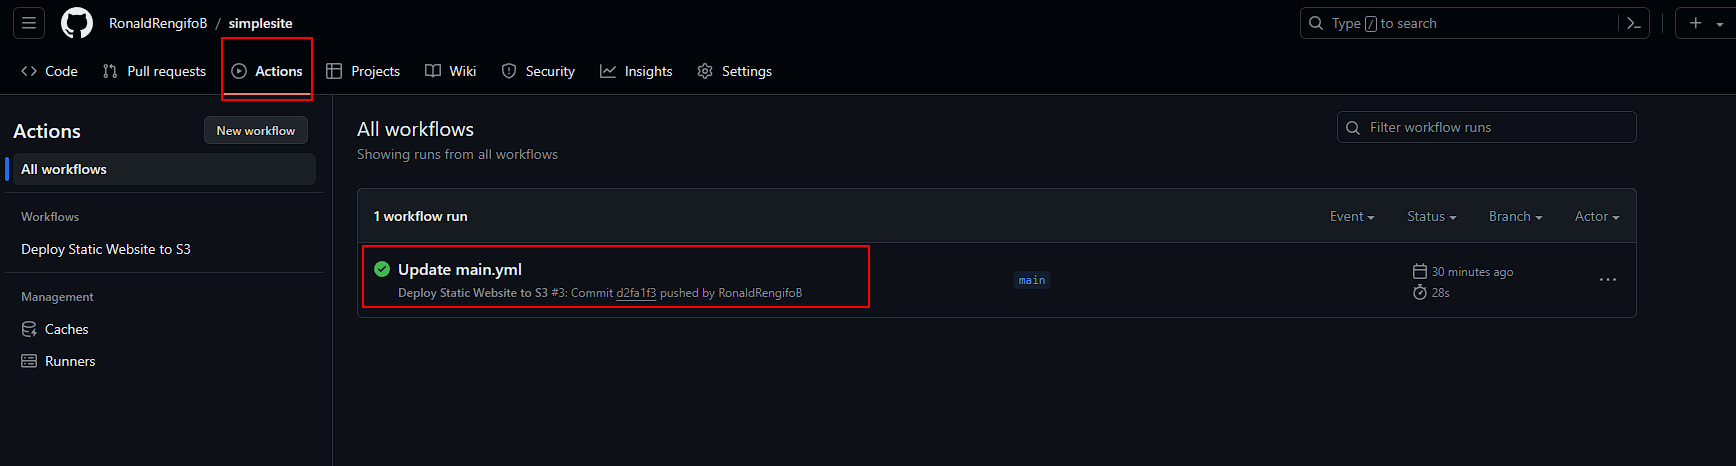 RonaldRengifoB / simplesite
Type / to search
Code Pull requests Actions Projects Wiki Security Insights Settings
Actions
New workflow
All workflows
Workflows
Deploy Static Website to S3
Management
Caches
Runners
All workflows
Showing runs from all workflows
Filter workflow runs
1 workflow run
Event Status Branch Actor
Update main.yml
Deploy Static Website to S3 #3: Commit d2fa1f3 pushed by RonaldRengifoB
main
30 minutes ago
28s